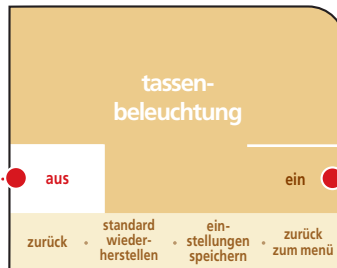 tassen-
beleuchtung
aus
ein
zurück
standard
wieder-
herstellen
ein-
stellungen
speichern
zurück
zum menü